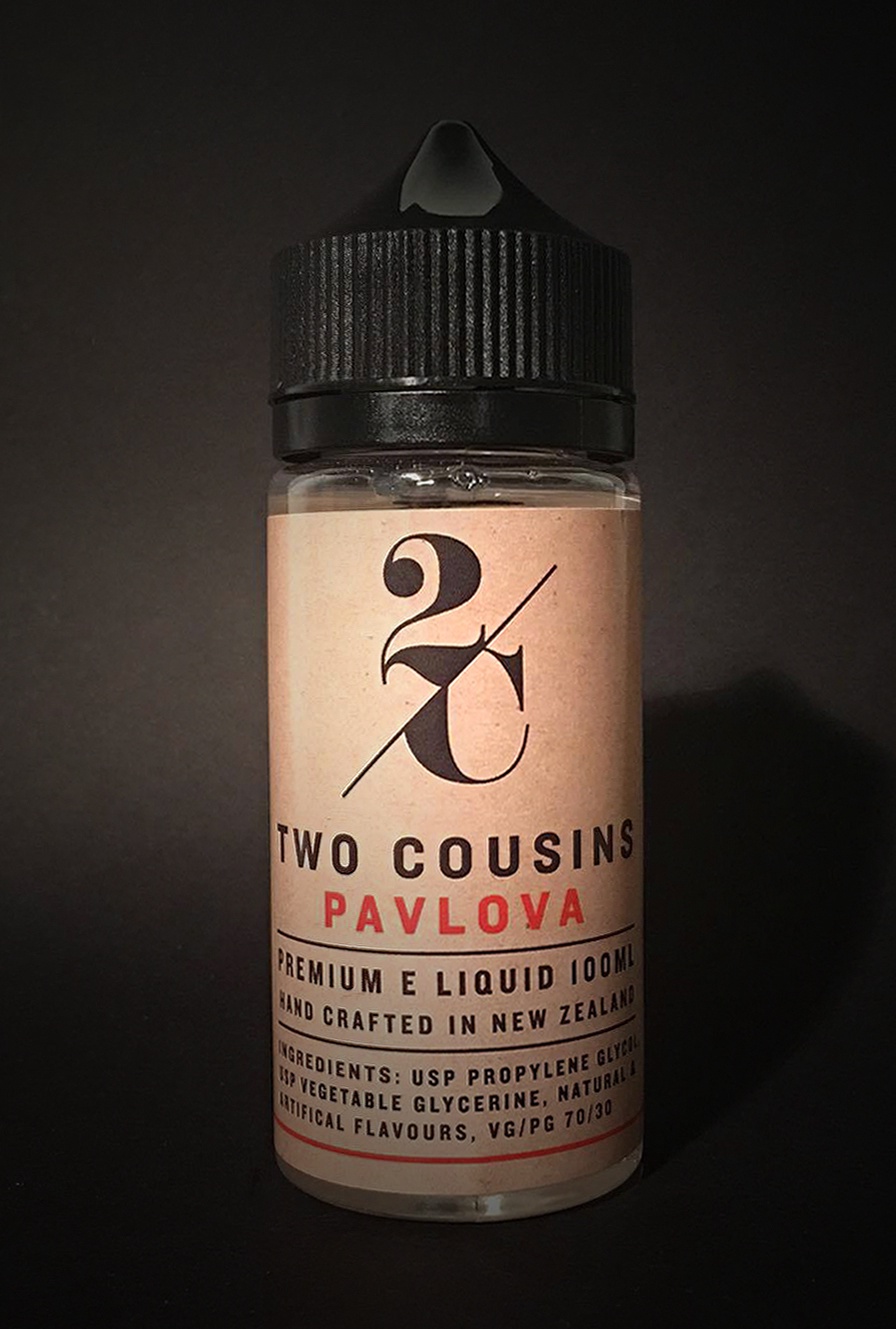 2C
TWO COUSINS
PAVLOVA
PREMIUM E LIQUID 100ML
HAND CRAFTED IN NEW ZEALAND
INGREDIENTS: USP PROPYLENE GLYCOL,
USP VEGETABLE GLYCERINE, NATURAL &
ARTIFICAL FLAVOURS, VG/PG 70/30